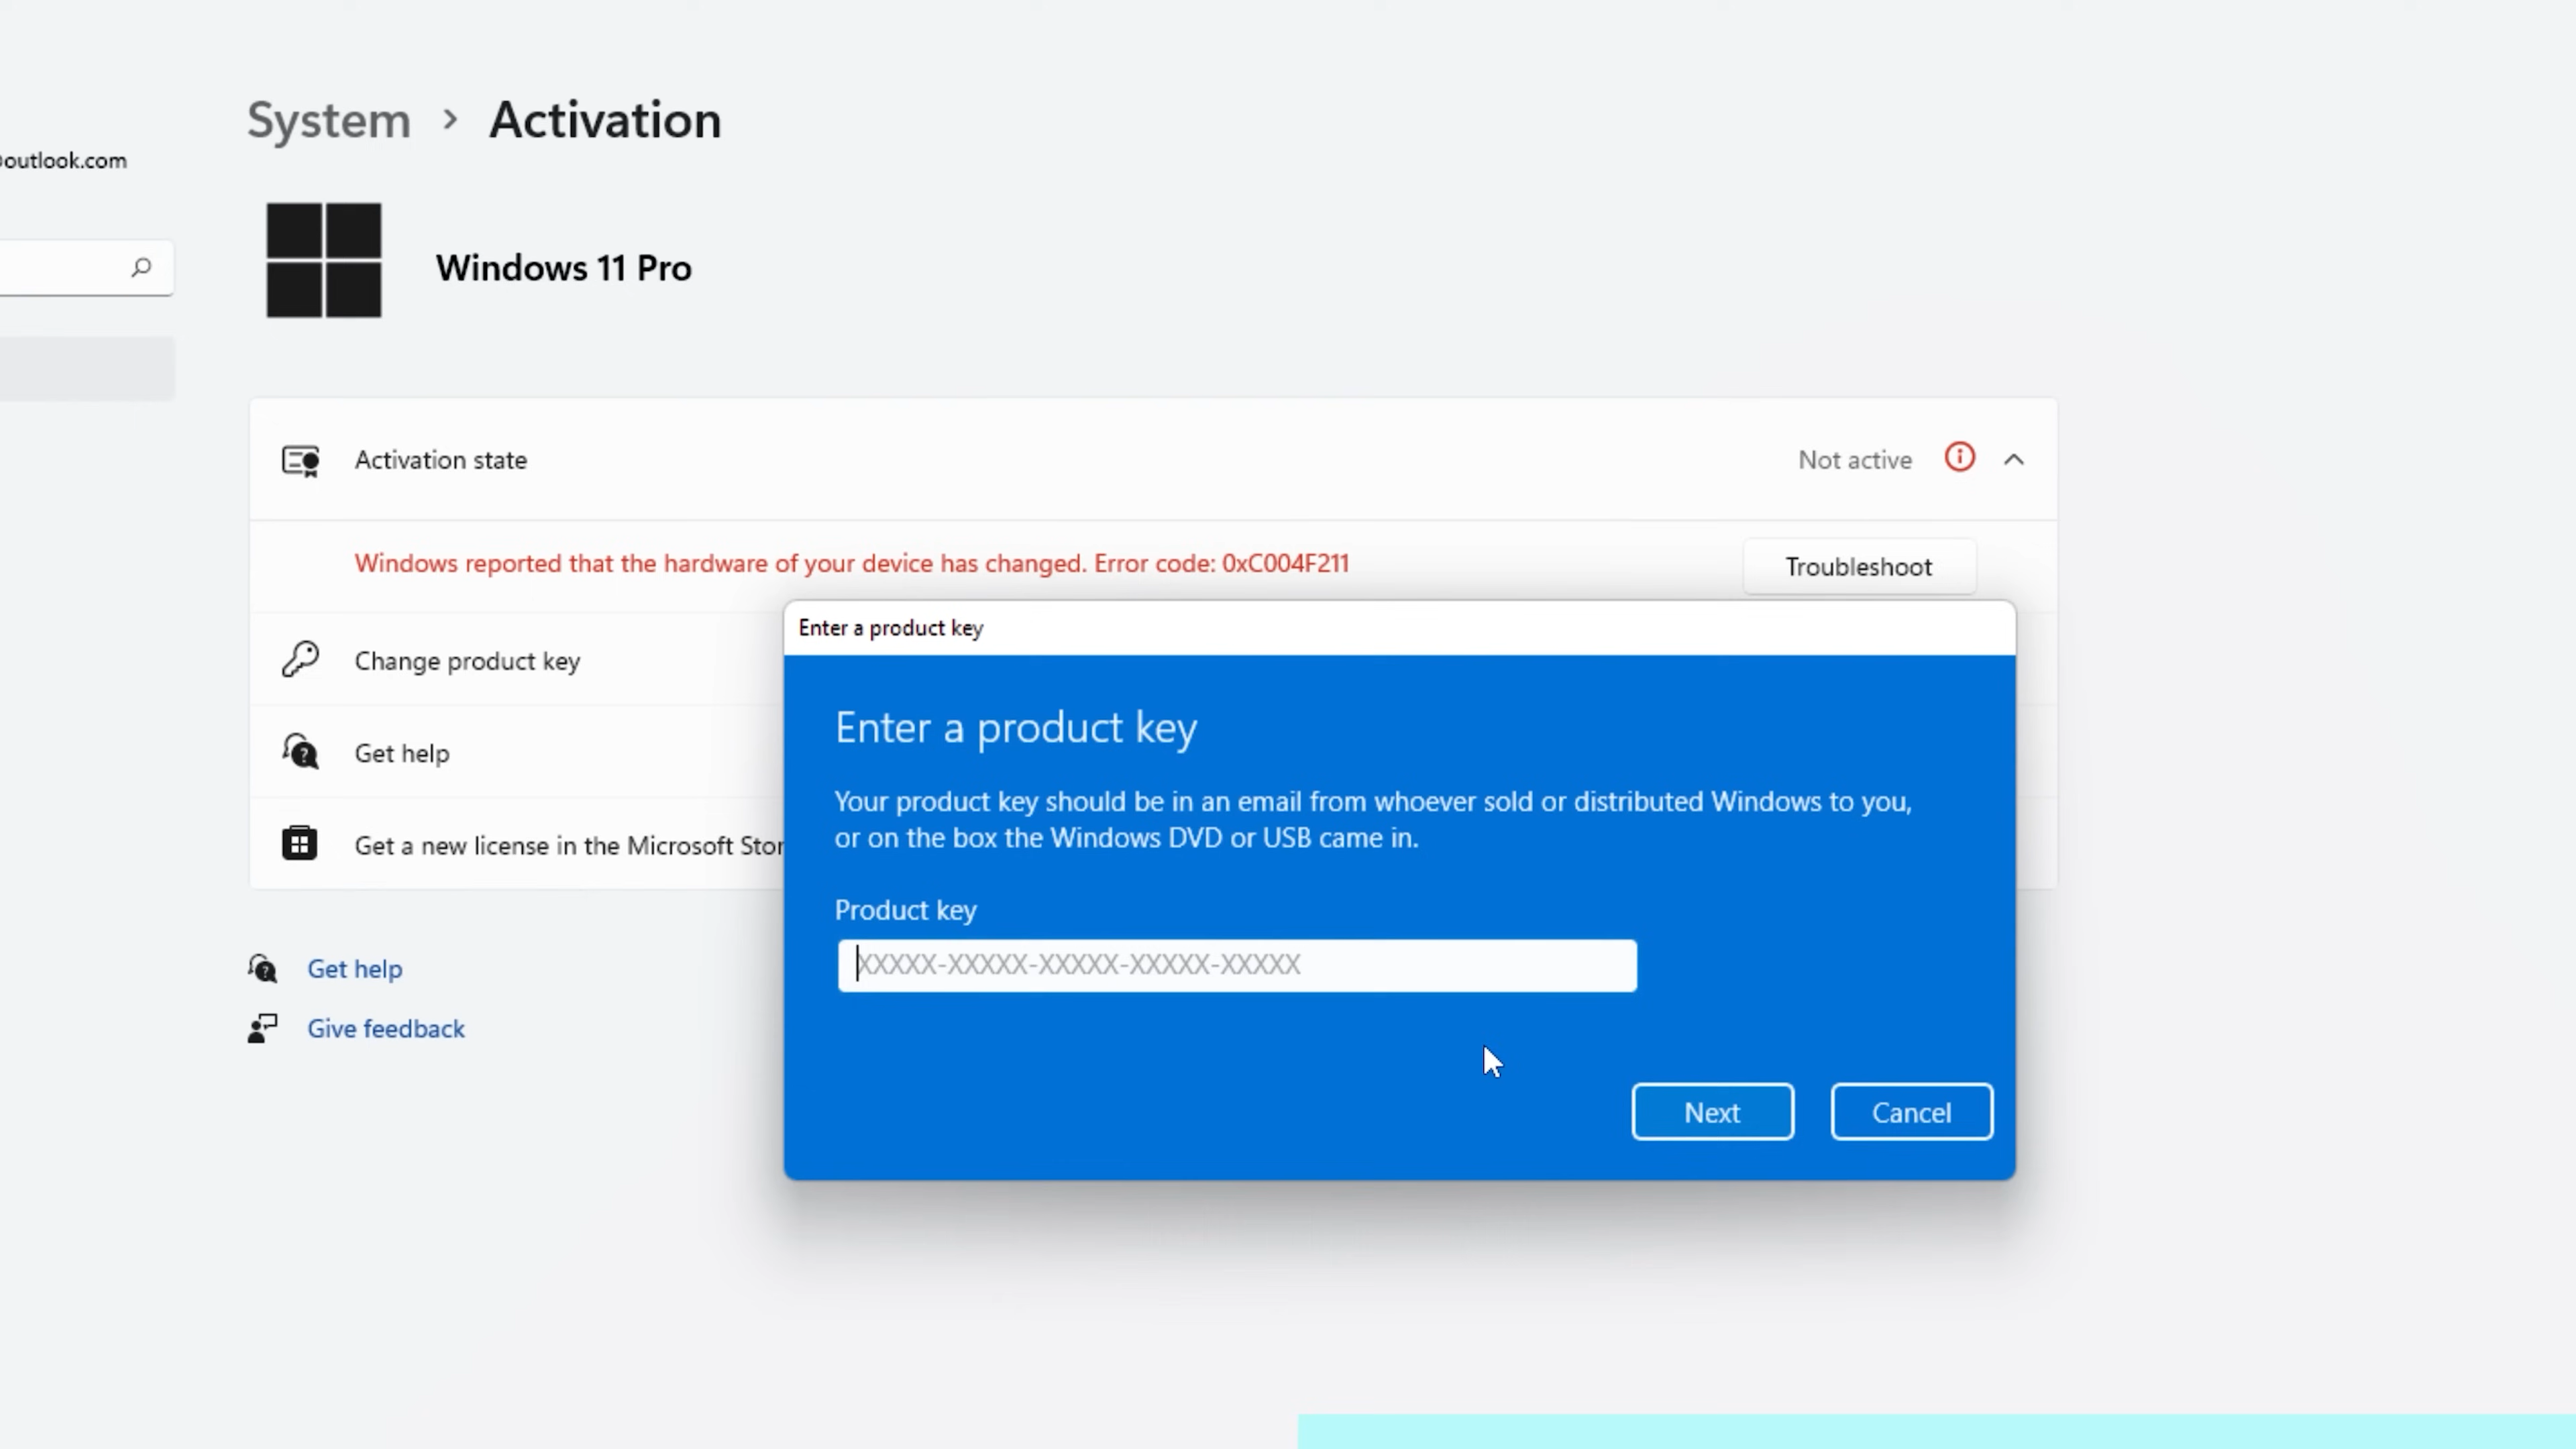 System > Activation
outlook.com
Windows 11 Pro
Activation state
Not active
Windows reported that the hardware of your device has changed. Error code: 0xC004F211
Troubleshoot
Enter a product key
Change product key
Enter a product key
Get help
Your product key should be in an email from whoever sold or distributed Windows to you,
or on the box the Windows DVD or USB came in.
Get a new license in the Microsoft
Product key
XXXXX-XXXXX-XXXXX-XXXXX-XXXXX
Get help
Give feedback
Next
Cancel